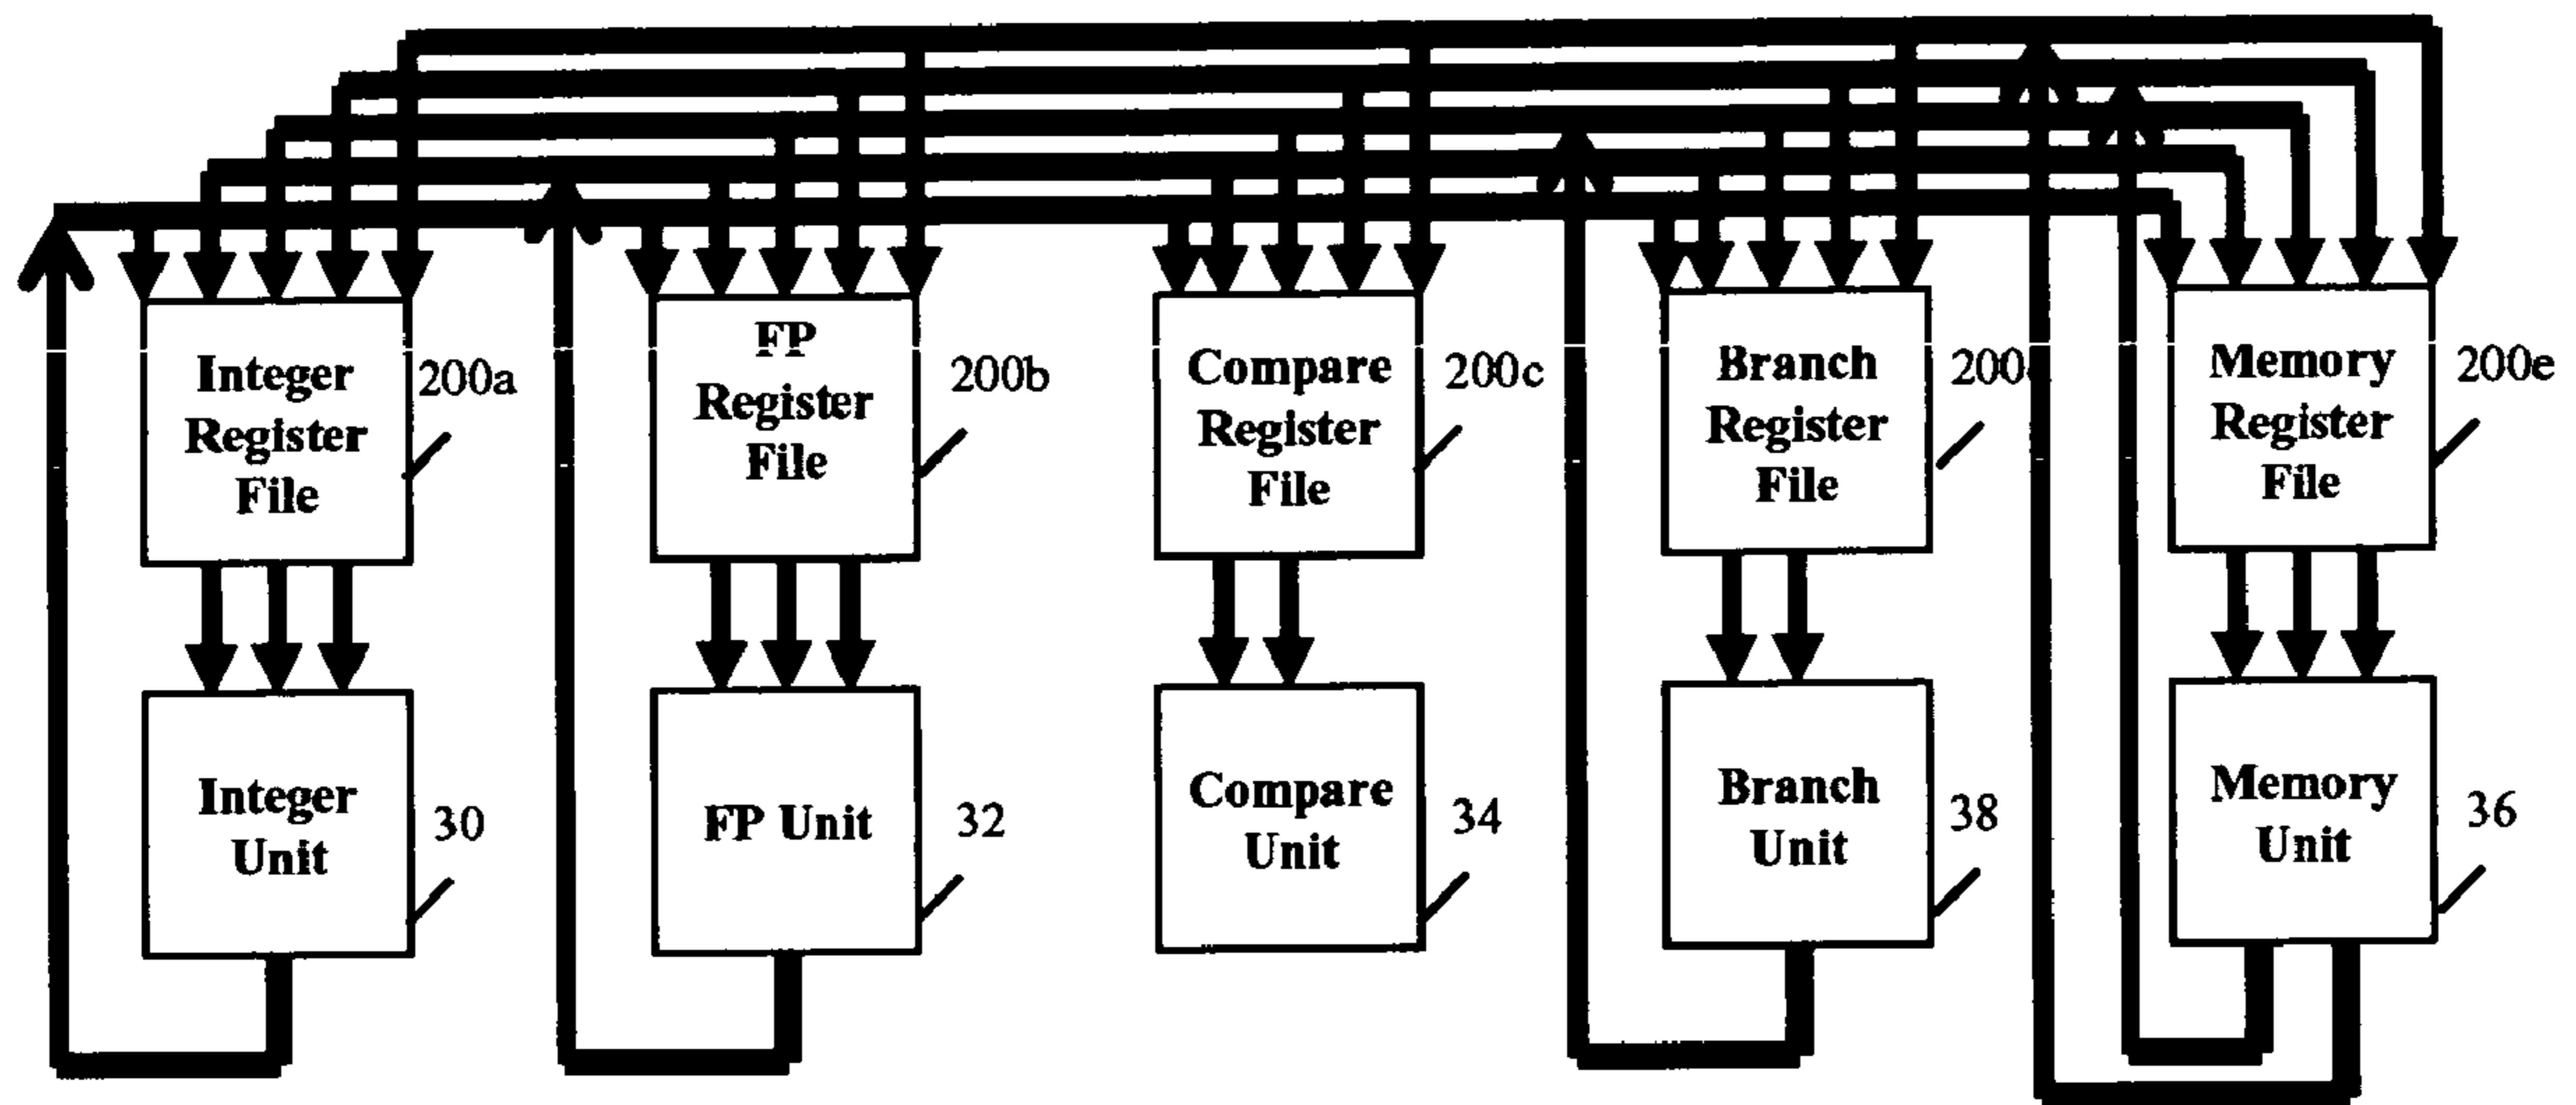 Integer
Register
File
200a
FP
Register
File
200b
Compare
Register
File
200c
Branch
Register
File
200
Memory
Register
File
200e
Integer
Unit
30
FP Unit
32
Compare
Unit
34
Branch
Unit
38
Memory
Unit
36